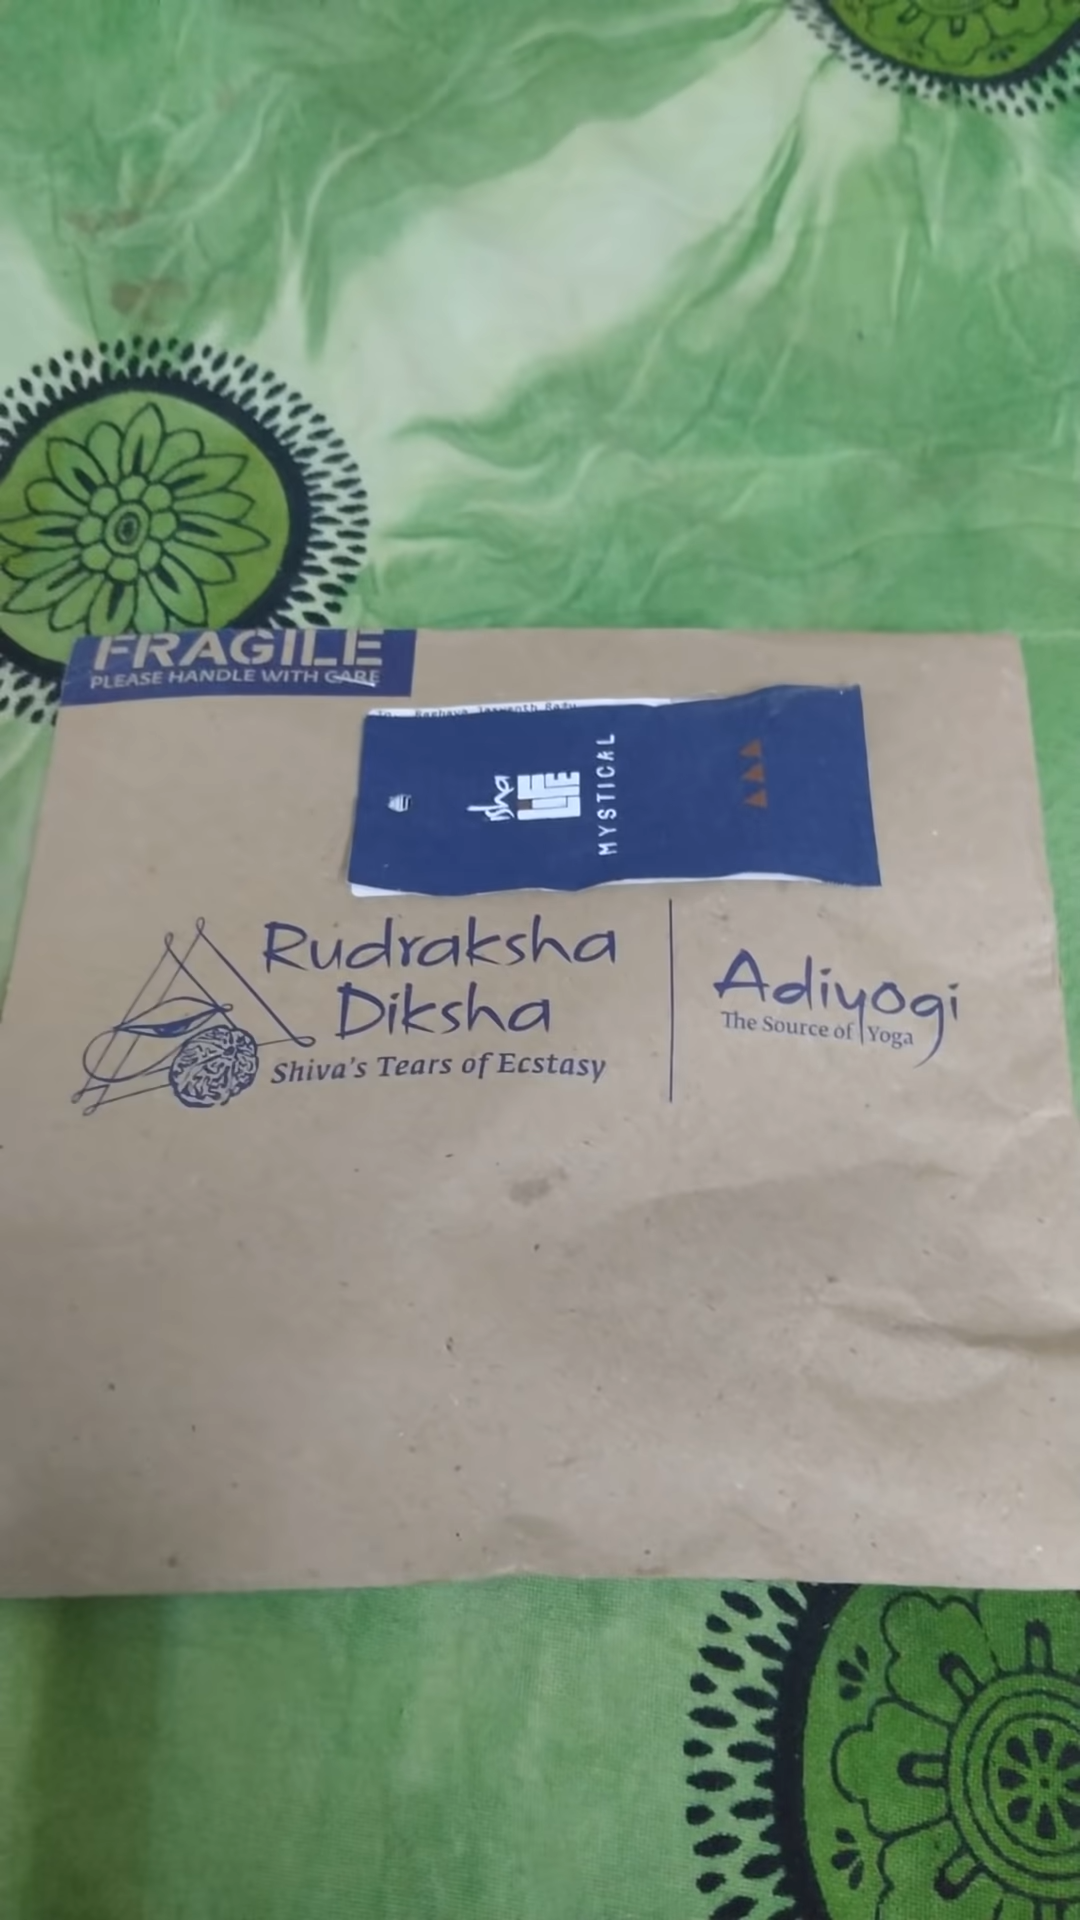 FRAGILE
PLEASE HANDLE WITH CARE
isha
LIFE
MYSTICAL
Rudraksha
Diksha
Shiva's Tears of Ecstasy
Adiyogi
The Source of Yoga